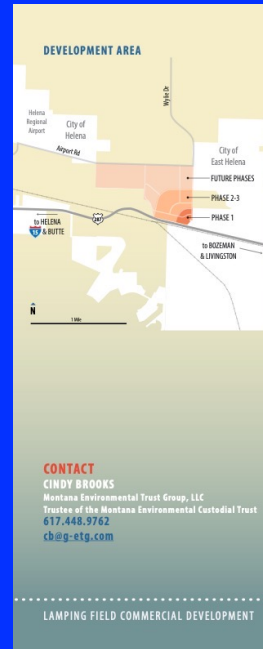 DEVELOPMENT AREA
Wylie Dr
Helena
Regional
Airport
City of
Helena
Airport Rd
City of
East Helena
FUTURE PHASES
PHASE 2-3
PHASE 1
to HELENA
15 & BUTTE
287
to BOZEMAN
& LIVINGSTON
N
1 Mile
CONTACT
CINDY BROOKS
Montana Environmental Trust Group, LLC
Trustee of the Montana Environmental Custodial Trust
617.448.9762
cb@g-etg.com
LAMPING FIELD COMMERCIAL DEVELOPMENT